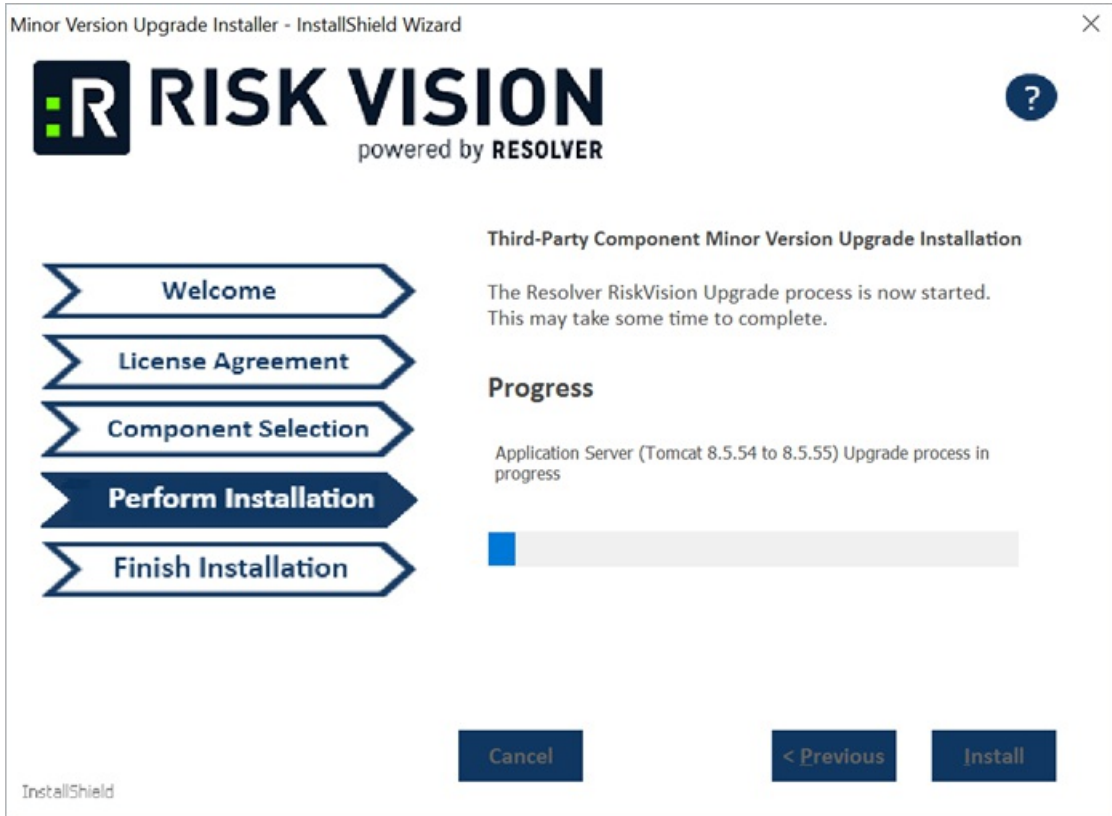 Minor Version Upgrade Installer - InstallShield Wizard
:R RISK VISION
powered by RESOLVER
?
Welcome
License Agreement
Component Selection
Perform Installation
Finish Installation
Third-Party Component Minor Version Upgrade Installation
The Resolver RiskVision Upgrade process is now started.
This may take some time to complete.
Progress
Application Server (Tomcat 8.5.54 to 8.5.55) Upgrade process in
progress
Cancel
< Previous
Install
InstallShield